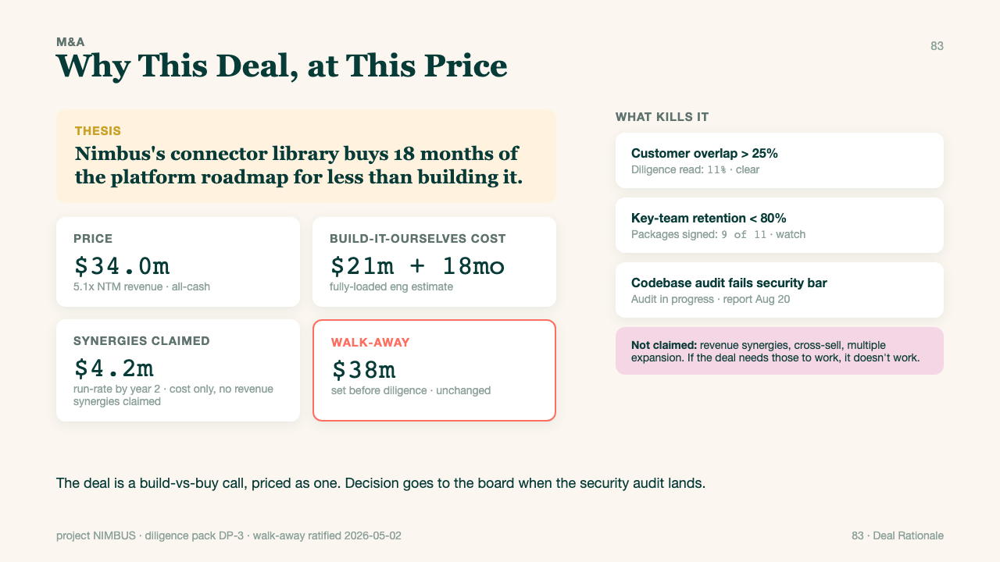 M&A
Why This Deal, at This Price
83
THESIS
Nimbus's connector library buys 18 months of
the platform roadmap for less than building it.
PRICE
$34.0m
5.1x NTM revenue · all-cash
BUILD-IT-OURSELVES COST
$21m + 18mo
fully-loaded eng estimate
SYNERGIES CLAIMED
$4.2m
run-rate by year 2 · cost only, no revenue
synergies claimed
WALK-AWAY
$38m
set before diligence · unchanged
WHAT KILLS IT
Customer overlap > 25%
Diligence read: 11% · clear
Key-team retention < 80%
Packages signed: 9 of 11 · watch
Codebase audit fails security bar
Audit in progress · report Aug 20
Not claimed: revenue synergies, cross-sell, multiple
expansion. If the deal needs those to work, it doesn't work.
The deal is a build-vs-buy call, priced as one. Decision goes to the board when the security audit lands.
project NIMBUS · diligence pack DP-3 · walk-away ratified 2026-05-02
83 · Deal Rationale